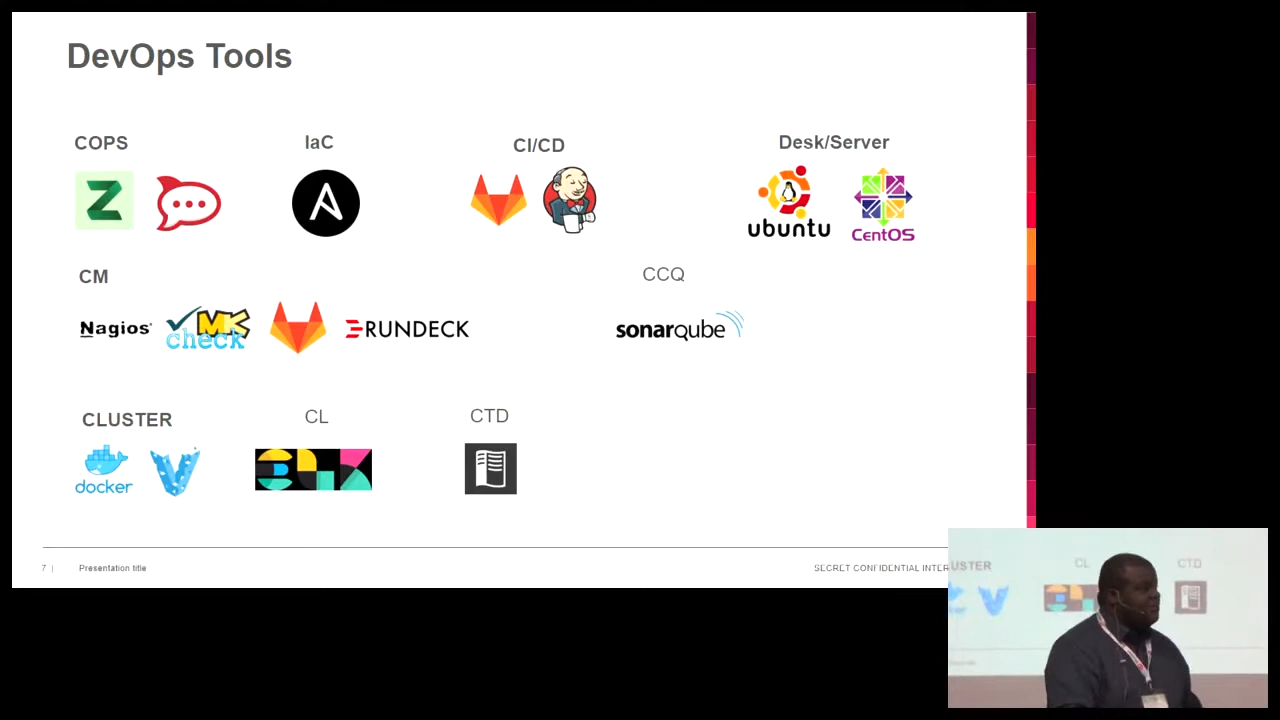 DevOps Tools
COPS
IaC
CI/CD
Desk/Server
Z
ubuntu
CentOS
CM
CCQ
Nagios®
MK
check
RUNDECK
sonarqube
CLUSTER
CL
CTD
docker
7 |
Presentation title
SECRET CONFIDENTIAL INTER
USTER
CL
CTD